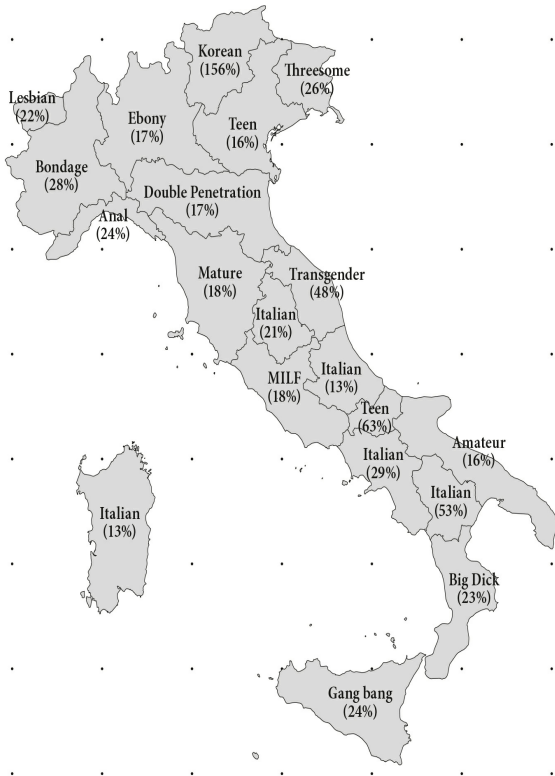 Korean
(156%)
Threesome
(26%)
Lesbian
(22%)
Ebony
(17%)
Teen
(16%)
Bondage
(28%)
Double Penetration
(17%)
Anal
(24%)
Mature
(18%)
Transgender
(48%)
Italian
(21%)
MILF
(18%)
Italian
(13%)
Teen
(63%)
Italian
(29%)
Amateur
(16%)
Italian
(53%)
Italian
(13%)
Big Dick
(23%)
Gang bang
(24%)